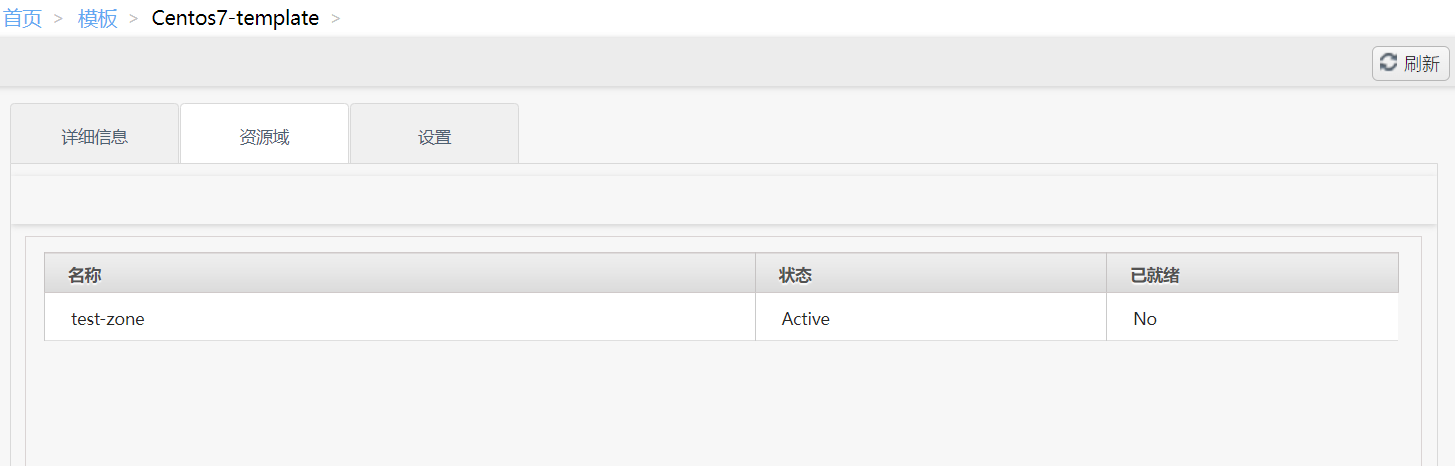 首页 > 模板 > Centos7-template >
刷新
详细信息 资源域 设置
名称 状态 已就绪
test-zone Active No